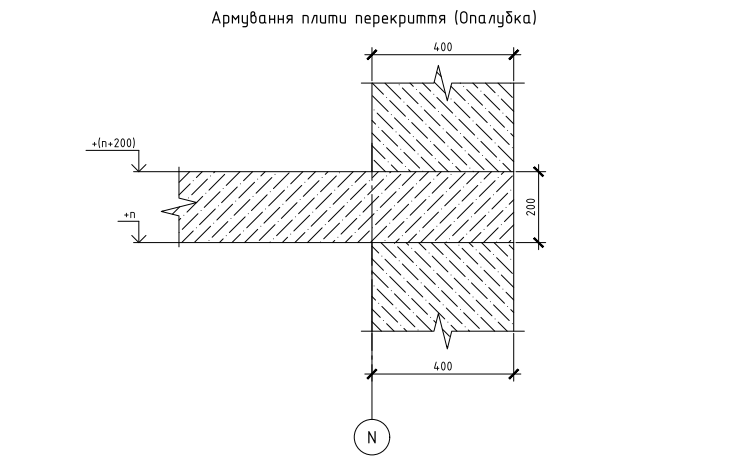 Армування плити перекриття (Опалубка)
400
+(n+200)
+n
200
400
N